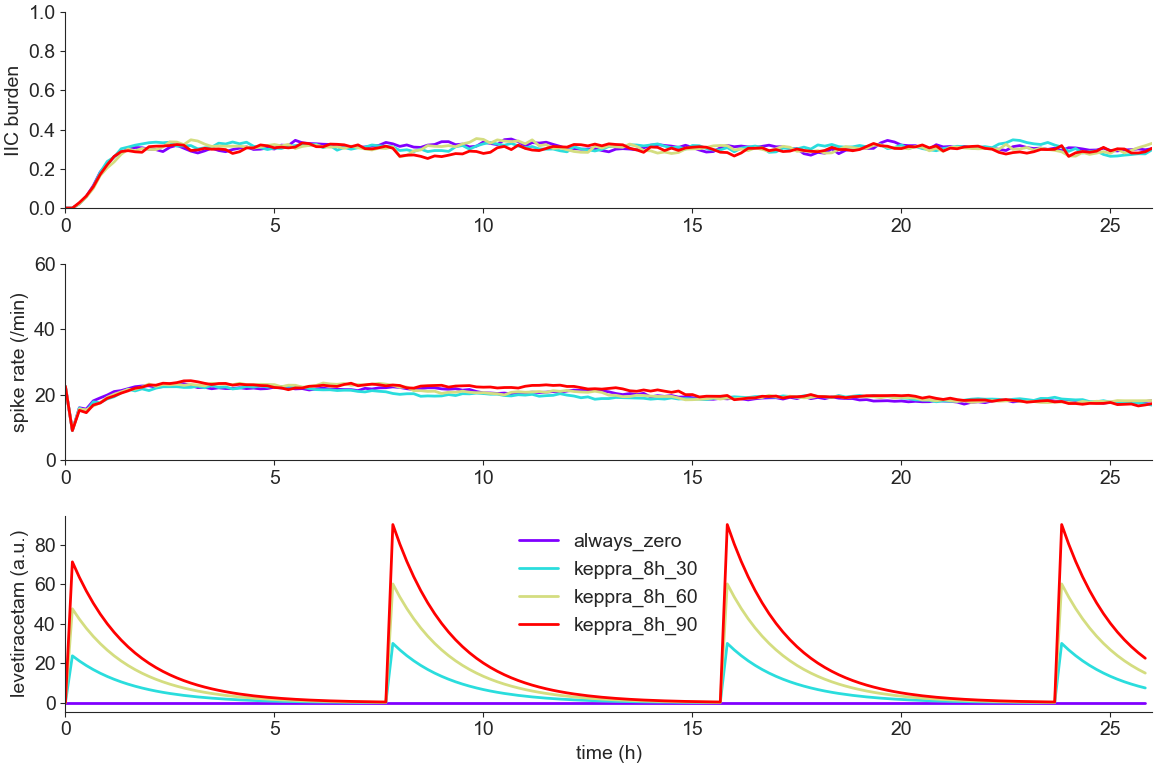 IIC burden
1.0
0.8
0.6
0.4
0.2
0.0
0 5 10 15 20 25
spike rate (/min)
60
40
20
0
0 5 10 15 20 25
levetiracetam (a.u.)
80
60
40
20
0
always_zero
keppra_8h_30
keppra_8h_60
keppra_8h_90
0 5 10 15 20 25
time (h)